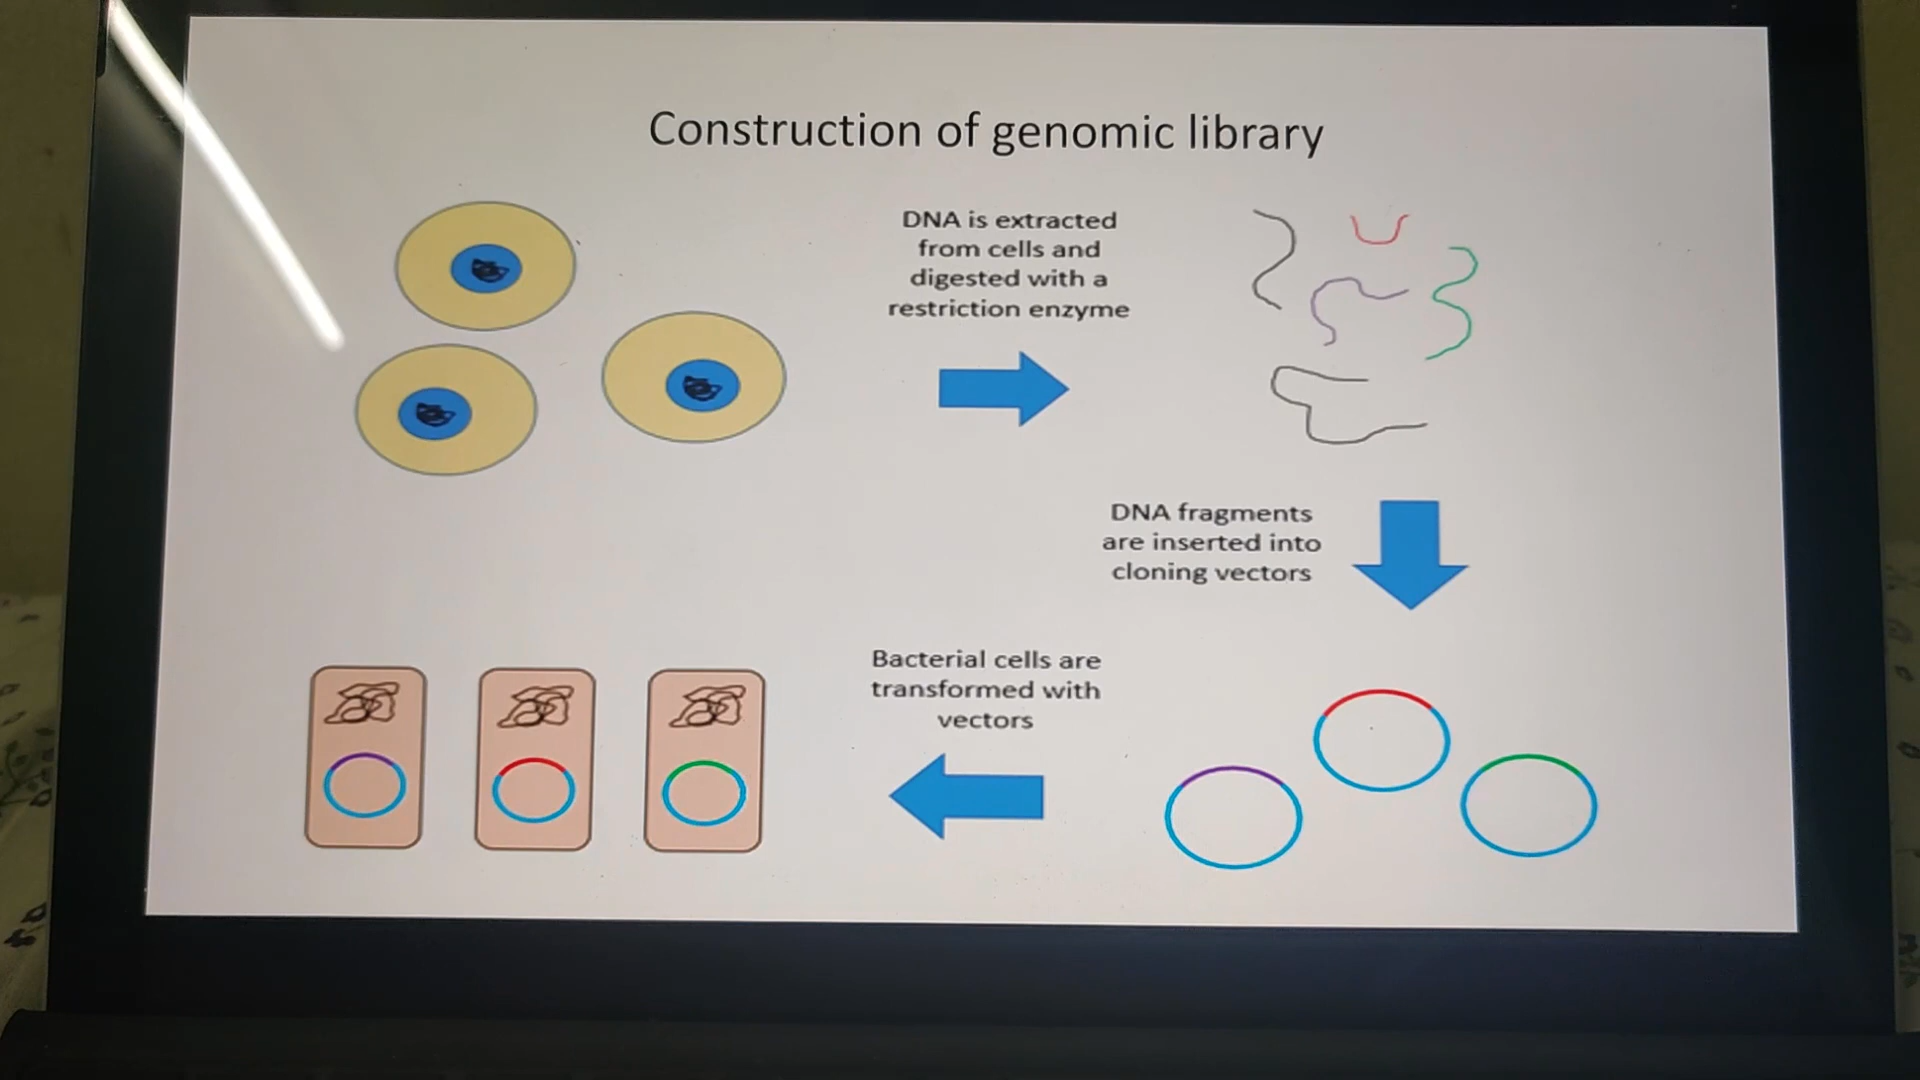 Construction of genomic library
DNA is extracted
from cells and
digested with a
restriction enzyme
DNA fragments
are inserted into
cloning vectors
Bacterial cells are
transformed with
vectors